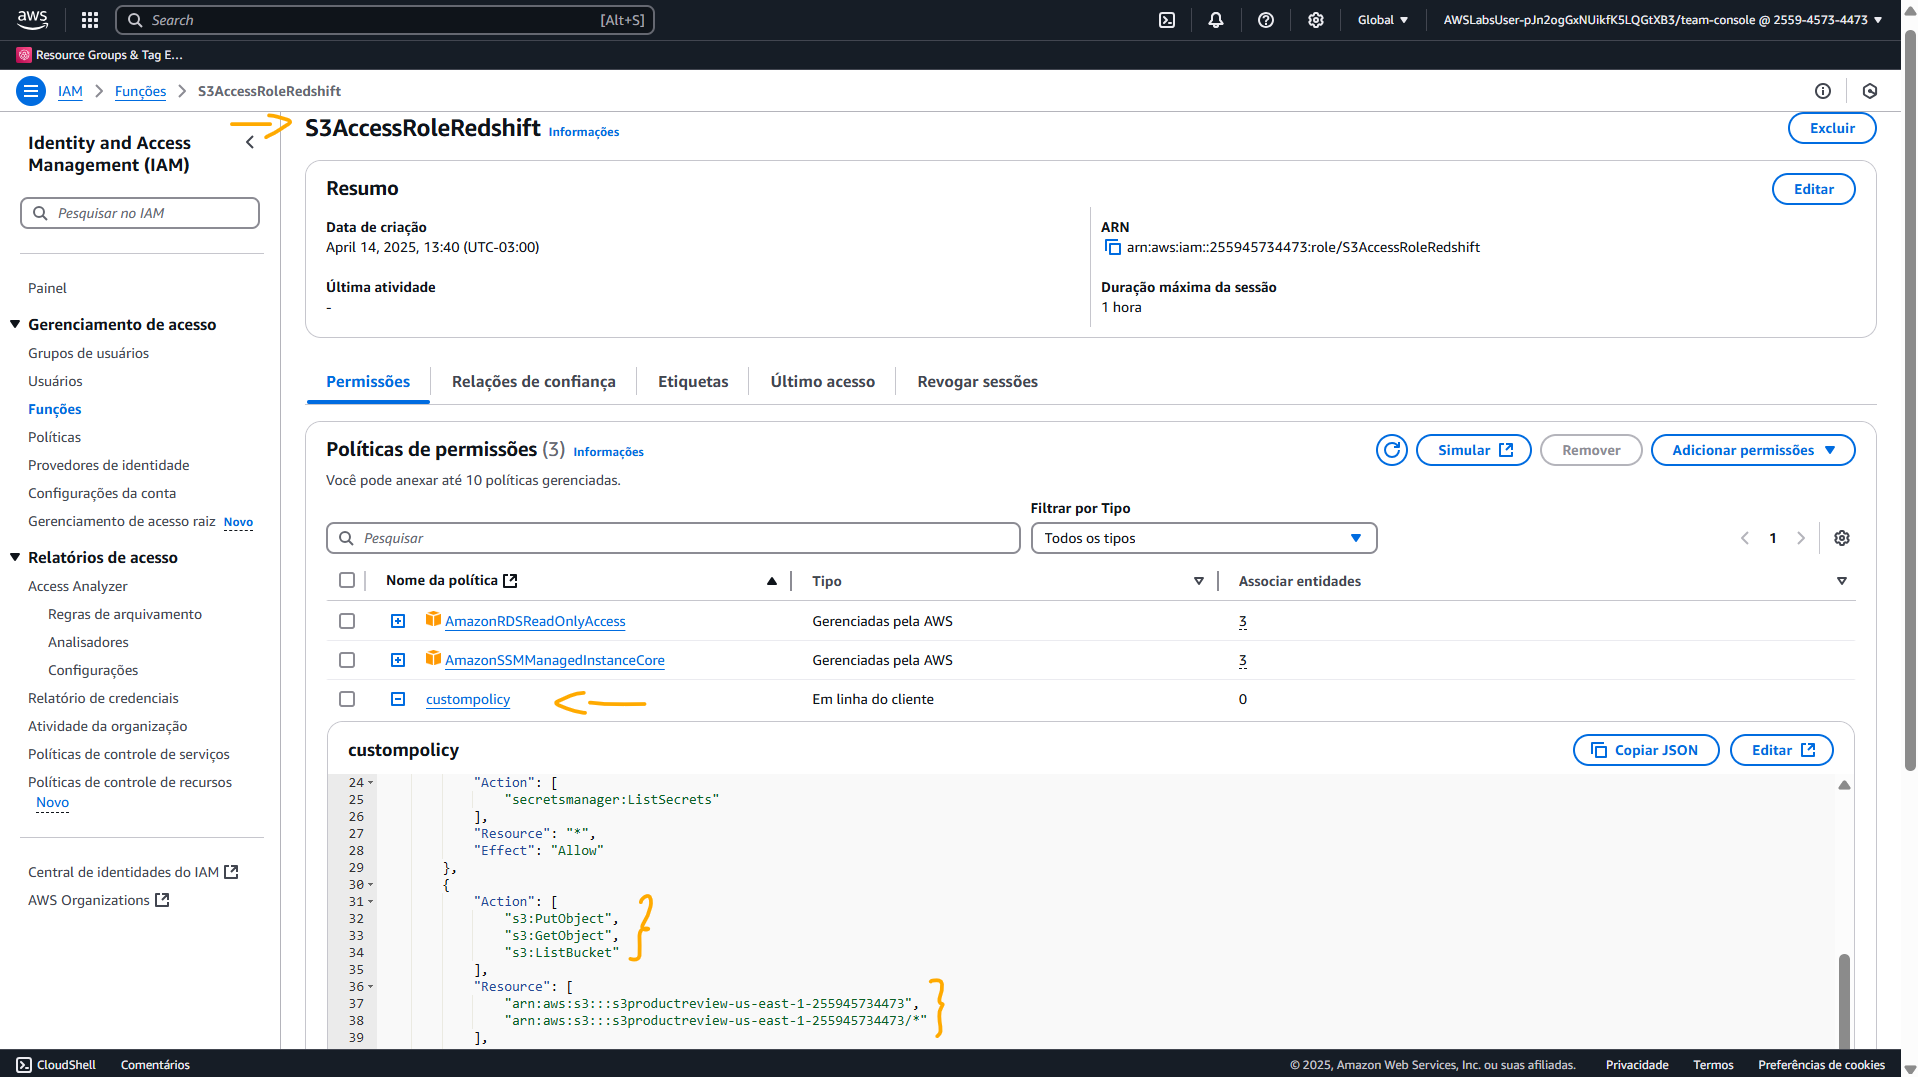 aws
Search [Alt+S]
Global
AWSLabsUser-pJn2ogGxNUikfK5LQGtXB3/team-console @ 2559-4573-4473
Resource Groups & Tag E...
IAM
Funções
S3AccessRoleRedshift
Identity and Access Management (IAM)
Pesquisar no IAM
Painel
Gerenciamento de acesso
Grupos de usuários
Usuários
Funções
Políticas
Provedores de identidade
Configurações da conta
Gerenciamento de acesso raiz Novo
Relatórios de acesso
Access Analyzer
Regras de arquivamento
Analisadores
Configurações
Relatório de credenciais
Atividade da organização
Políticas de controle de serviços
Políticas de controle de recursos
Novo
Central de identidades do IAM
AWS Organizations
S3AccessRoleRedshift Informações
Excluir
Resumo
Editar
Data de criação
April 14, 2025, 13:40 (UTC-03:00)
ARN
arn:aws:iam::255945734473:role/S3AccessRoleRedshift
Última atividade
-
Duração máxima da sessão
1 hora
Permissões
Relações de confiança
Etiquetas
Último acesso
Revogar sessões
Políticas de permissões (3) Informações
Simular
Remover
Adicionar permissões
Você pode anexar até 10 políticas gerenciadas.
Filtrar por Tipo
Pesquisar
Todos os tipos
1
Nome da política
Tipo
Associar entidades
AmazonRDSReadOnlyAccess Gerenciadas pela AWS 3
AmazonSSMManagedInstanceCore Gerenciadas pela AWS 3
custompolicy Em linha do cliente 0
custompolicy
Copiar JSON
Editar
24 "Action": [
25 "secretsmanager:ListSecrets"
26 ],
27 "Resource": "*",
28 "Effect": "Allow"
29 },
30 {
31 "Action": [
32 "s3:PutObject",
33 "s3:GetObject",
34 "s3:ListBucket"
35 ],
36 "Resource": [
37 "arn:aws:s3:::s3productreview-us-east-1-255945734473",
38 "arn:aws:s3:::s3productreview-us-east-1-255945734473/*"
39 ],
CloudShell
Comentários
© 2025, Amazon Web Services, Inc. ou suas afiliadas.
Privacidade
Termos
Preferências de cookies